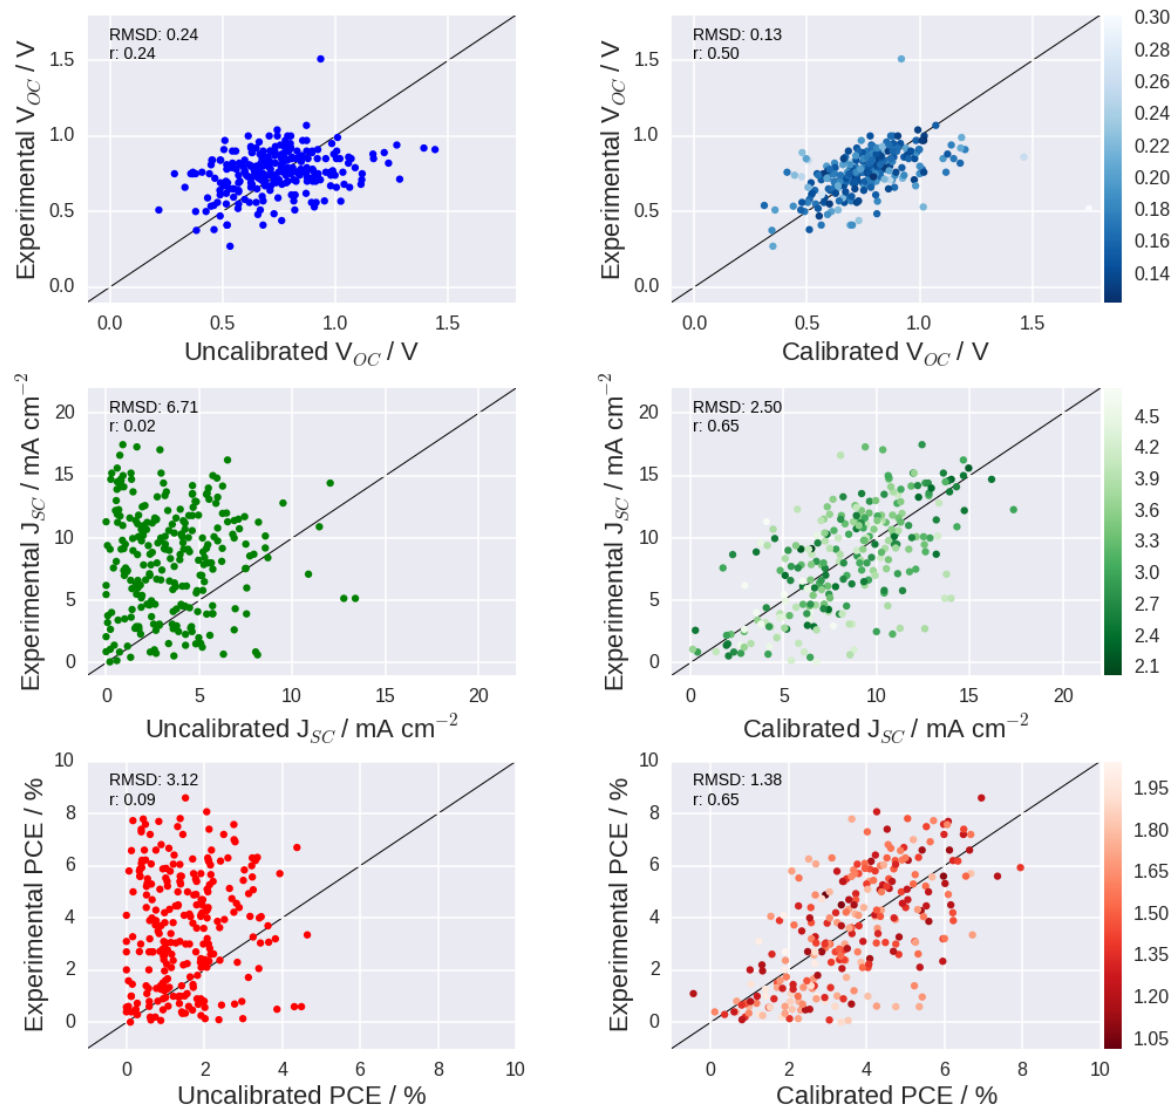 RMSD: 0.24
r: 0.24
Experimental V_OC / V
1.5
1.0
0.5
0.0
0.0 0.5 1.0 1.5
Uncalibrated V_OC / V
RMSD: 0.13
r: 0.50
Experimental V_OC / V
1.5
1.0
0.5
0.0
0.0 0.5 1.0 1.5
Calibrated V_OC / V
0.30
0.28
0.26
0.24
0.22
0.20
0.18
0.16
0.14
RMSD: 6.71
r: 0.02
Experimental J_SC / mA cm⁻²
20
15
10
5
0
0 5 10 15 20
Uncalibrated J_SC / mA cm⁻²
RMSD: 2.50
r: 0.65
Experimental J_SC / mA cm⁻²
20
15
10
5
0
0 5 10 15 20
Calibrated J_SC / mA cm⁻²
4.5
4.2
3.9
3.6
3.3
3.0
2.7
2.4
2.1
RMSD: 3.12
r: 0.09
Experimental PCE / %
10
8
6
4
2
0
0 2 4 6 8 10
Uncalibrated PCE / %
RMSD: 1.38
r: 0.65
Experimental PCE / %
10
8
6
4
2
0
0 2 4 6 8 10
Calibrated PCE / %
1.95
1.80
1.65
1.50
1.35
1.20
1.05